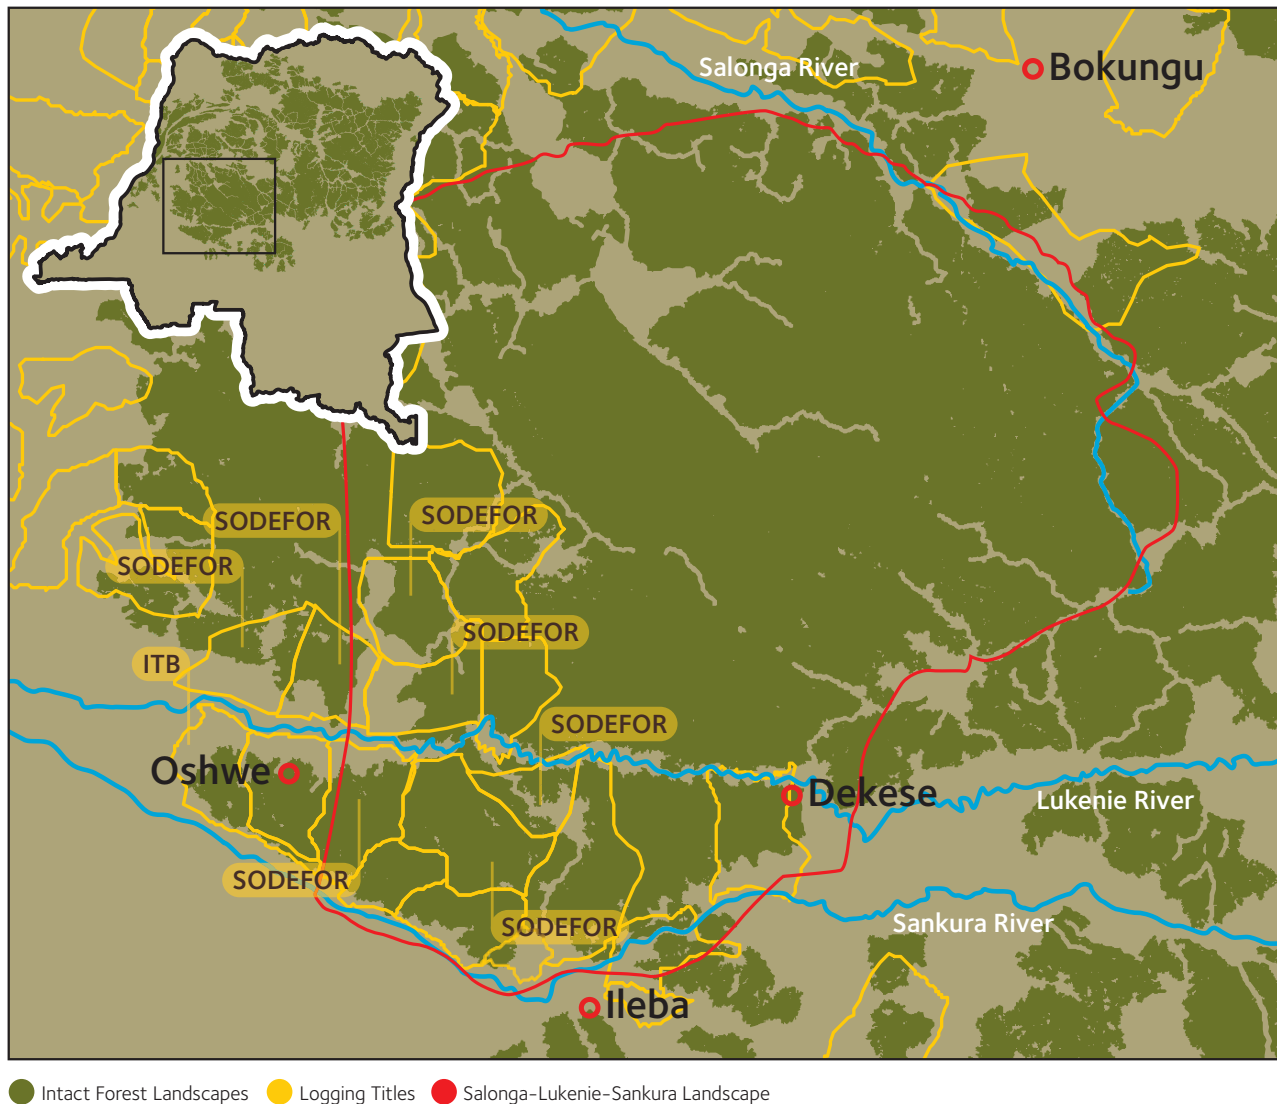 Salonga River
Bokungu
SODEFOR
SODEFOR
SODEFOR
SODEFOR
ITB
SODEFOR
Oshwe
Dekese
Lukenie River
SODEFOR
SODEFOR
Sankura River
Ileba
Intact Forest Landscapes Logging Titles Salonga-Lukenie-Sankura Landscape